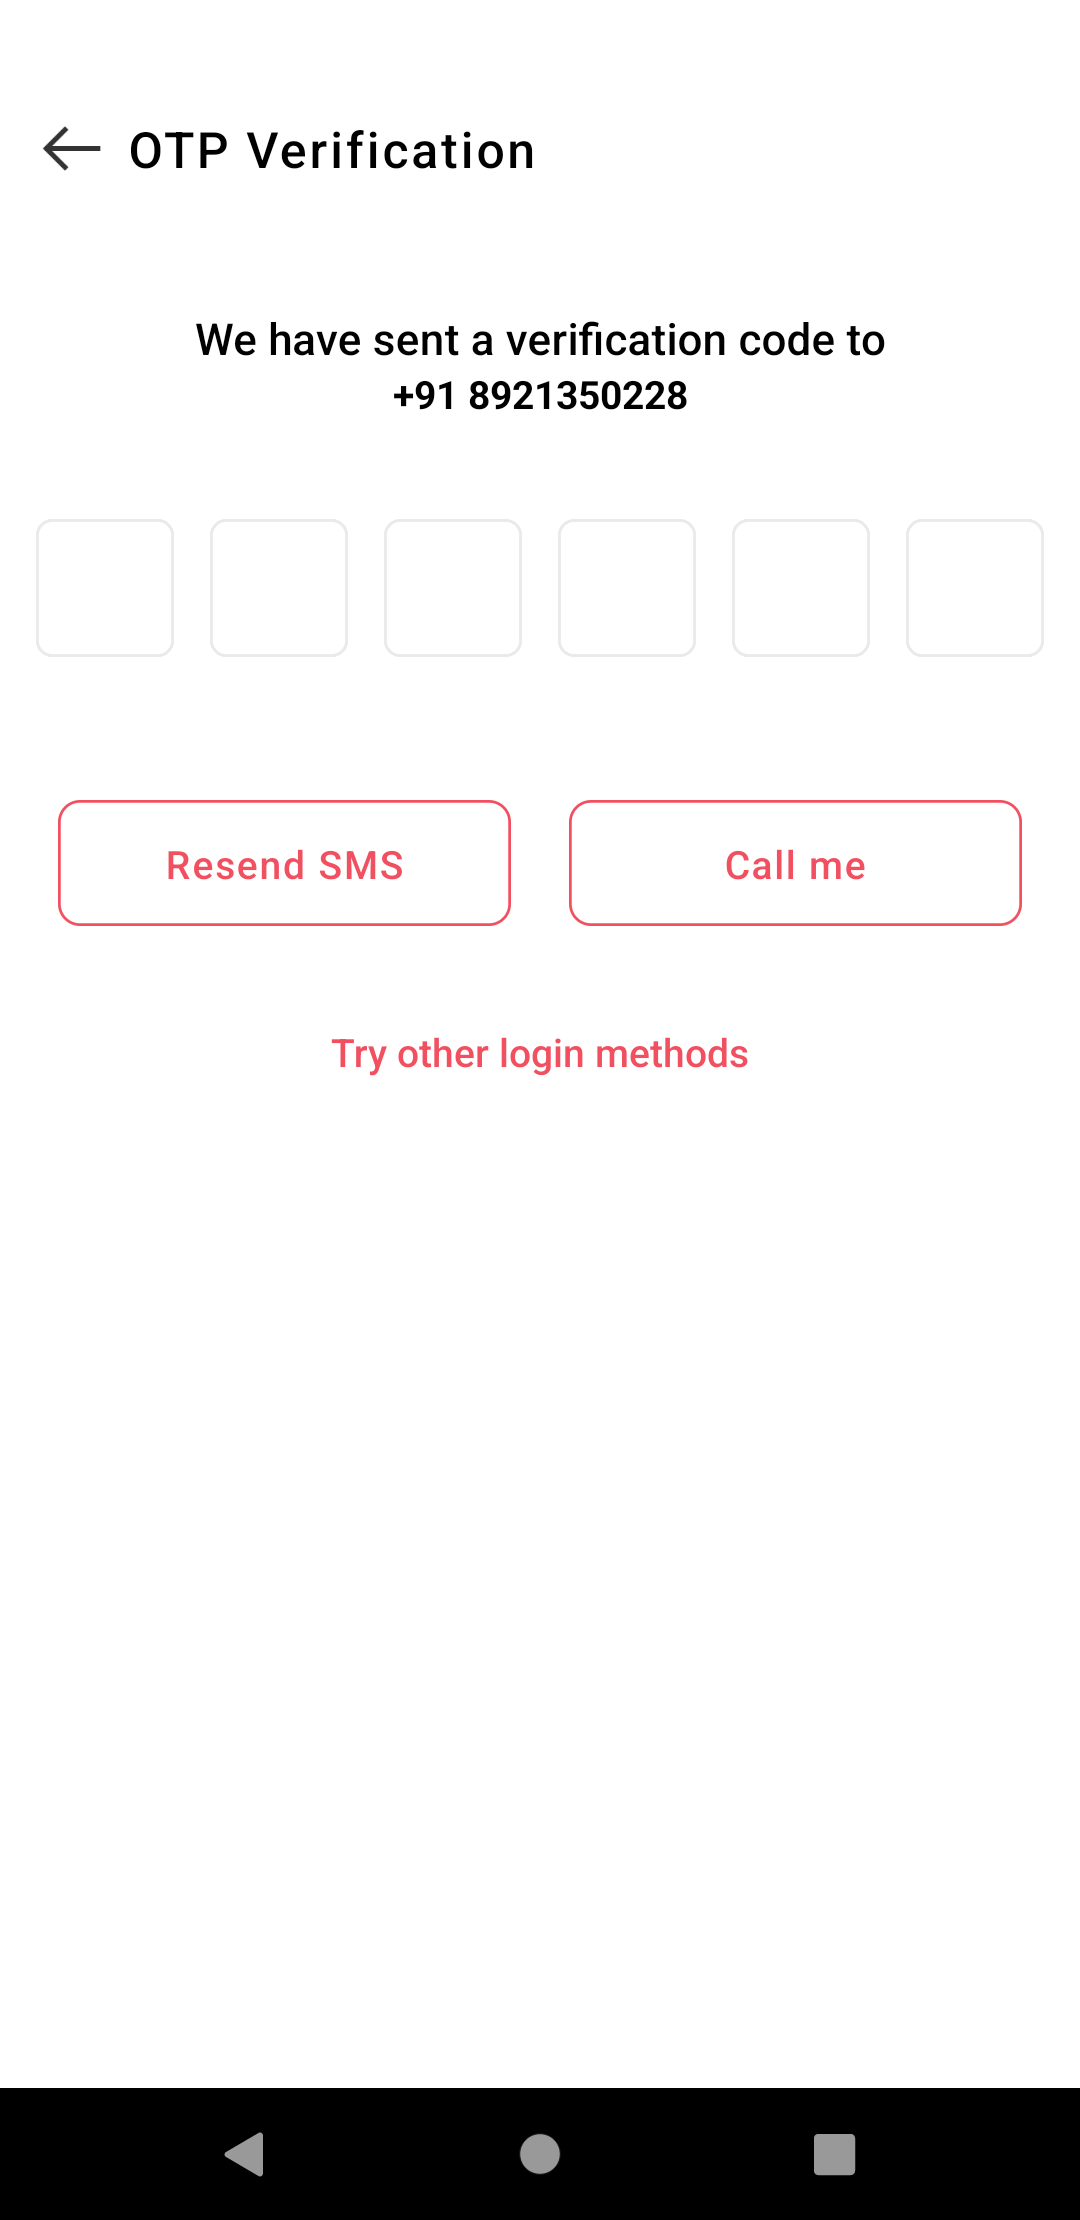 OTP Verification
We have sent a verification code to
+91 8921350228
Resend SMS
Call me
Try other login methods